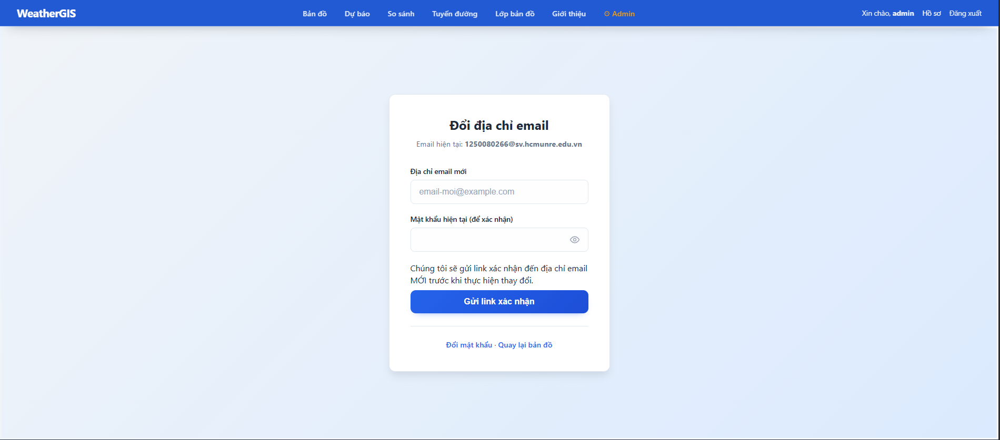 WeatherGIS
Bản đồ
Dự báo
So sánh
Tuyến đường
Lớp bản đồ
Giới thiệu
⚙ Admin
Xin chào, admin
Hồ sơ
Đăng xuất
Đổi địa chỉ email
Email hiện tại: 1250080266@sv.hcmunre.edu.vn
Địa chỉ email mới
email-moi@example.com
Mật khẩu hiện tại (để xác nhận)
Chúng tôi sẽ gửi link xác nhận đến địa chỉ email
MỚI trước khi thực hiện thay đổi.
Gửi link xác nhận
Đổi mật khẩu · Quay lại bản đồ